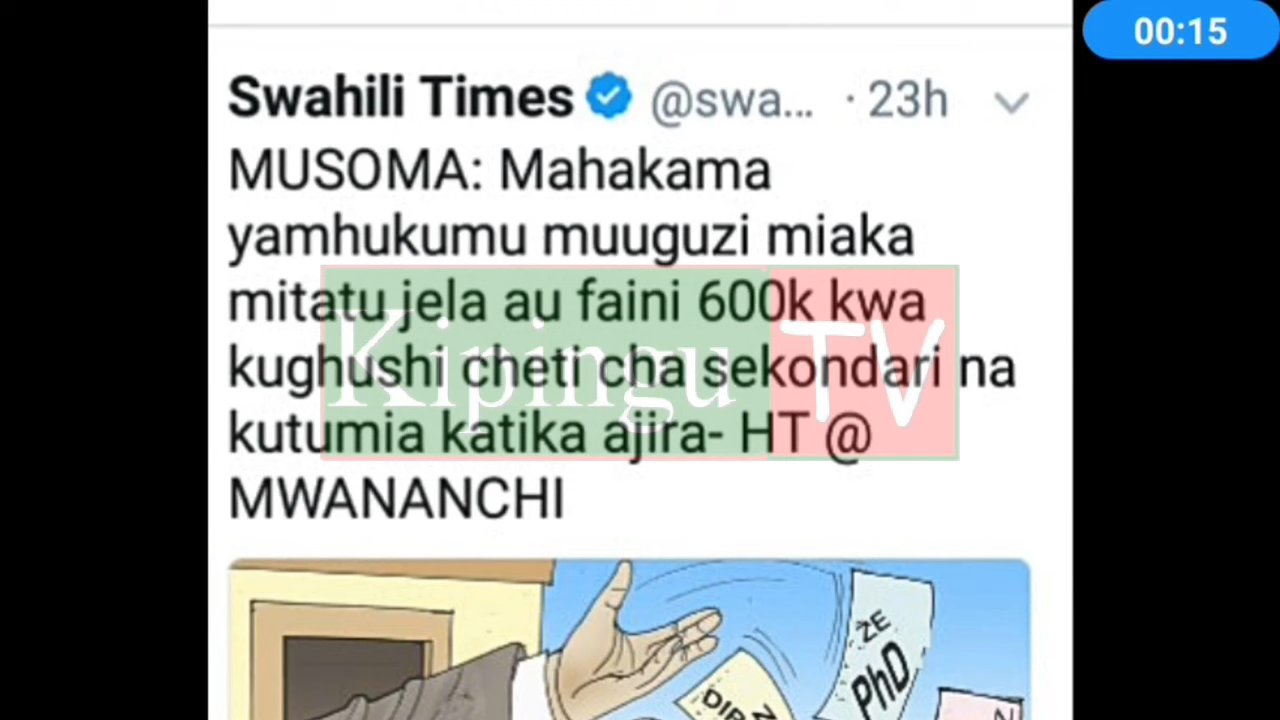 00:15
Swahili Times @swa... · 23h
MUSOMA: Mahakama
yamhukumu muuguzi miaka
mitatu jela au faini 600k kwa
kughushi cheti cha sekondari na
kutumia katika ajira- HT @
MWANANCHI
Kipingu TV
ZE
PhD